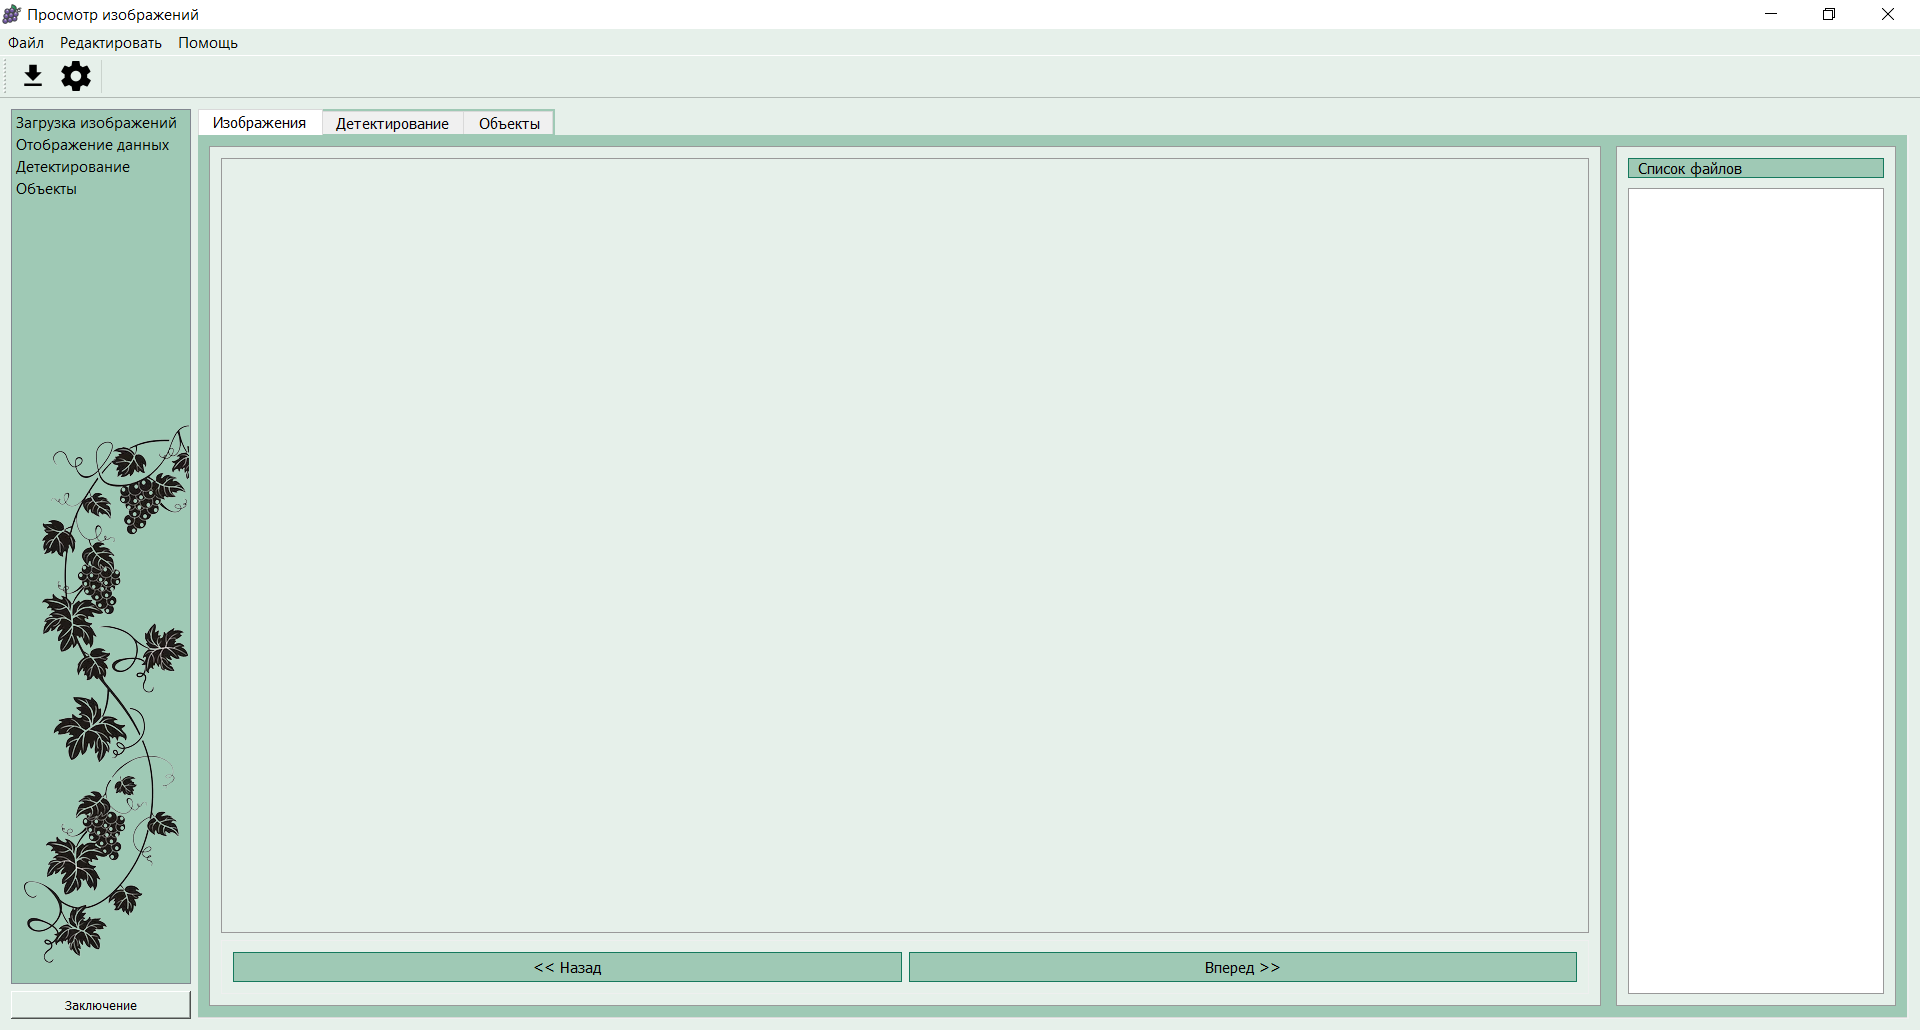 Просмотр изображений
Файл Редактировать Помощь
Загрузка изображений
Отображение данных
Детектирование
Объекты
Изображения Детектирование Объекты
Список файлов
<< Назад
Вперед >>
Заключение